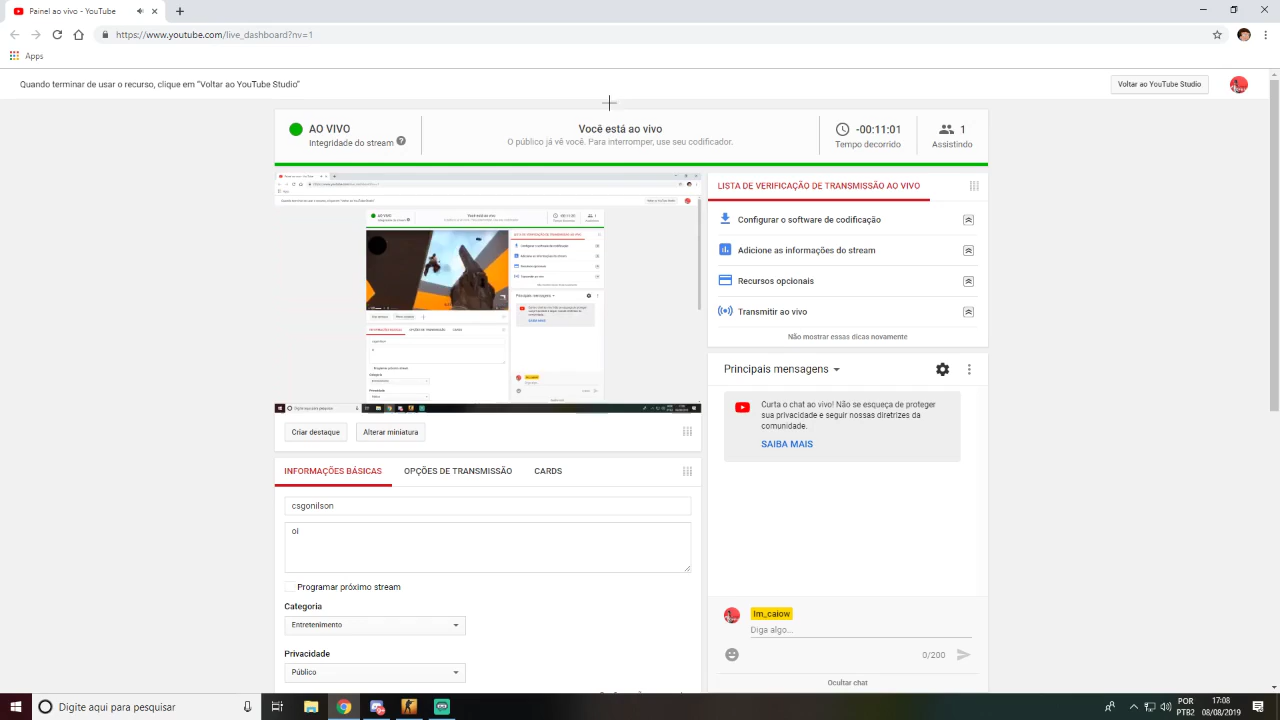 Painel ao vivo - YouTube
https://www.youtube.com/live_dashboard?nv=1
Apps
Quando terminar de usar o recurso, clique em "Voltar ao YouTube Studio"
Voltar ao YouTube Studio
AO VIVO
Integridade do stream ?
Você está ao vivo
O público já vê você. Para interromper, use seu codificador.
-00:11:01
Tempo decorrido
1
Assistindo
LISTA DE VERIFICAÇÃO DE TRANSMISSÃO AO VIVO
Configurar o software de codificação
Adicione as informações do stream
Recursos opcionais
Transmitir ao vivo
Não mostrar essas dicas novamente
Principais mensagens
Curta o chat ao vivo! Não se esqueça de proteger
sua privacidade e seguir nossas diretrizes da
comunidade.
SAIBA MAIS
Criar destaque
Alterar miniatura
INFORMAÇÕES BÁSICAS
OPÇÕES DE TRANSMISSÃO
CARDS
csgonilson
oi
Programar próximo stream
Categoria
Entretenimento
Privacidade
Público
Im_caiow
Diga algo...
0/200
Ocultar chat
Digite aqui para pesquisar
POR
PTB2
17:08
08/08/2019